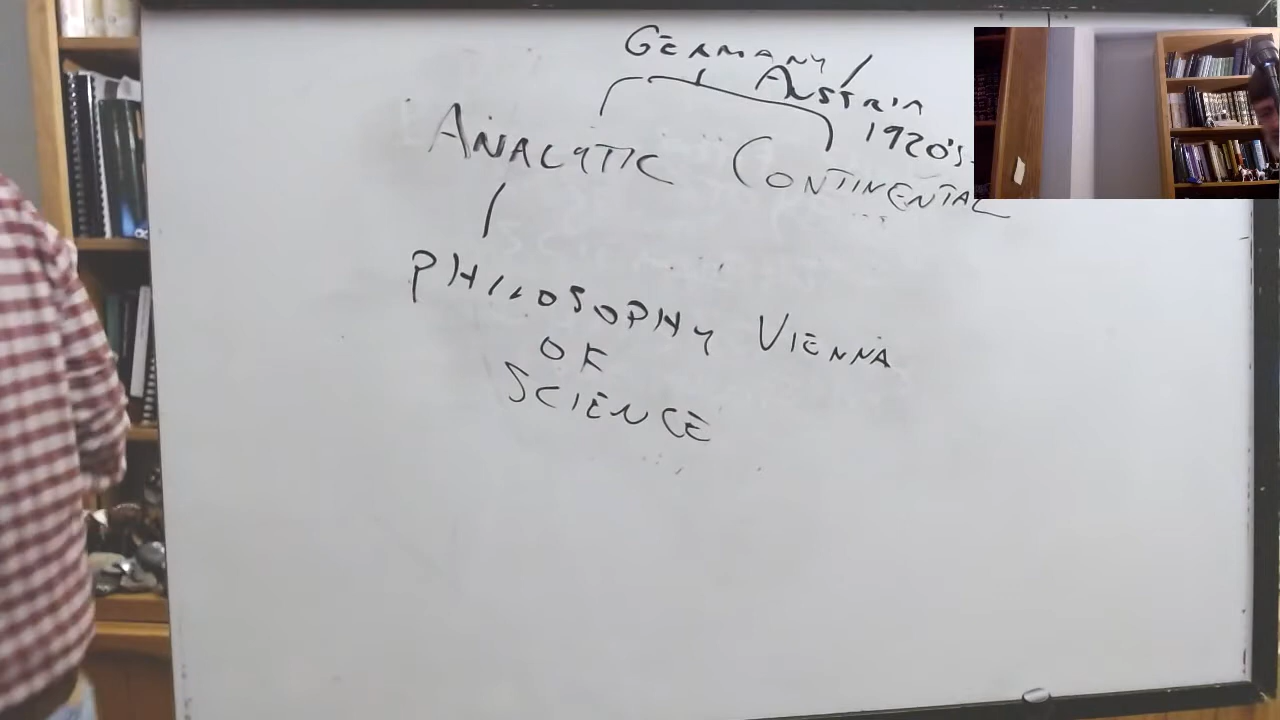 GERMANY/
AUSTRIA
1920's
ANALYTIC CONTINENTAL
PHILOSOPHY VIENNA
OF
SCIENCE